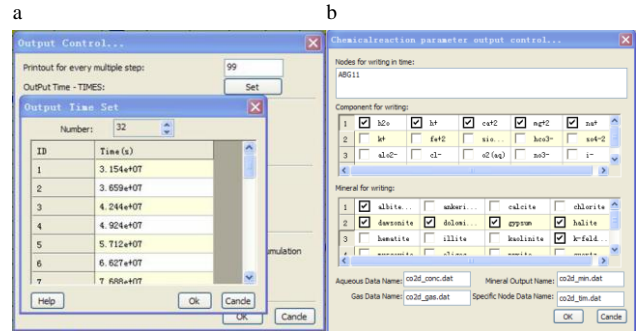 a
b
Output Control...
Printout for every multiple step:
99
OutPut Time - TIMES:
Set
Output Time Set
Number:
32
ID Time(s)
1 3.154e+07
2 3.659e+07
3 4.244e+07
4 4.924e+07
5 5.712e+07
6 6.627e+07
7 7.688e+07
mulation
Help
Ok
Cancle
OK
Cancle
Chemicalreaction parameter output control...
Nodes for writing in time:
ABG11
Component for writing:
1 h2o h+ ca+2 mg+2 na+
2 k+ fe+2 sio... hco3- so4-2
3 alo2- cl- o2(aq) no3- i-
Mineral for writing:
1 albite... ankeri... calcite chlorite
2 dawsonite dolomi... gypsum halite
3 hematite illite kaolinite k-feld...
4
Aqueous Data Name:
co2d_conc.dat
Mineral Output Name:
co2d_min.dat
Gas Data Name:
co2d_gas.dat
Specific Node Data Name:
co2d_tim.dat
OK
Cancle